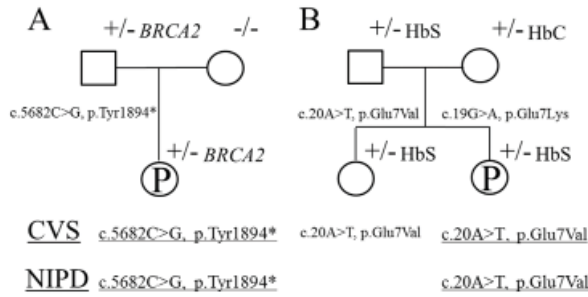 A
+/- BRCA2
-/-
c.5682C>G, p.Tyr1894*
+/- BRCA2
P
B
+/- HbS
+/- HbC
c.20A>T, p.Glu7Val
c.19G>A, p.Glu7Lys
+/- HbS
+/- HbS
P
CVS c.5682C>G, p.Tyr1894* c.20A>T, p.Glu7Val c.20A>T, p.Glu7Val
NIPD c.5682C>G, p.Tyr1894* c.20A>T, p.Glu7Val